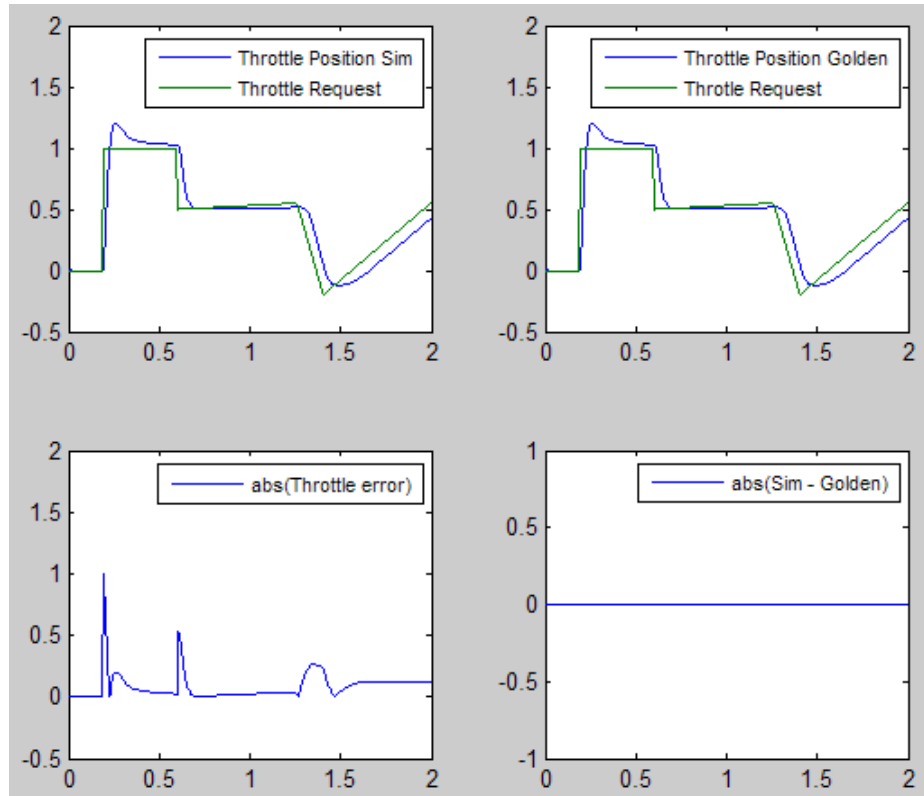 2
Throttle Position Sim
1.5
Throttle Request
1
0.5
0
-0.5
0 0.5 1 1.5 2
2
Throttle Position Golden
1.5
Throttle Request
1
0.5
0
-0.5
0 0.5 1 1.5 2
2
abs(Throttle error)
1.5
1
0.5
0
-0.5
0 0.5 1 1.5 2
1
abs(Sim - Golden)
0.5
0
-0.5
-1
0 0.5 1 1.5 2